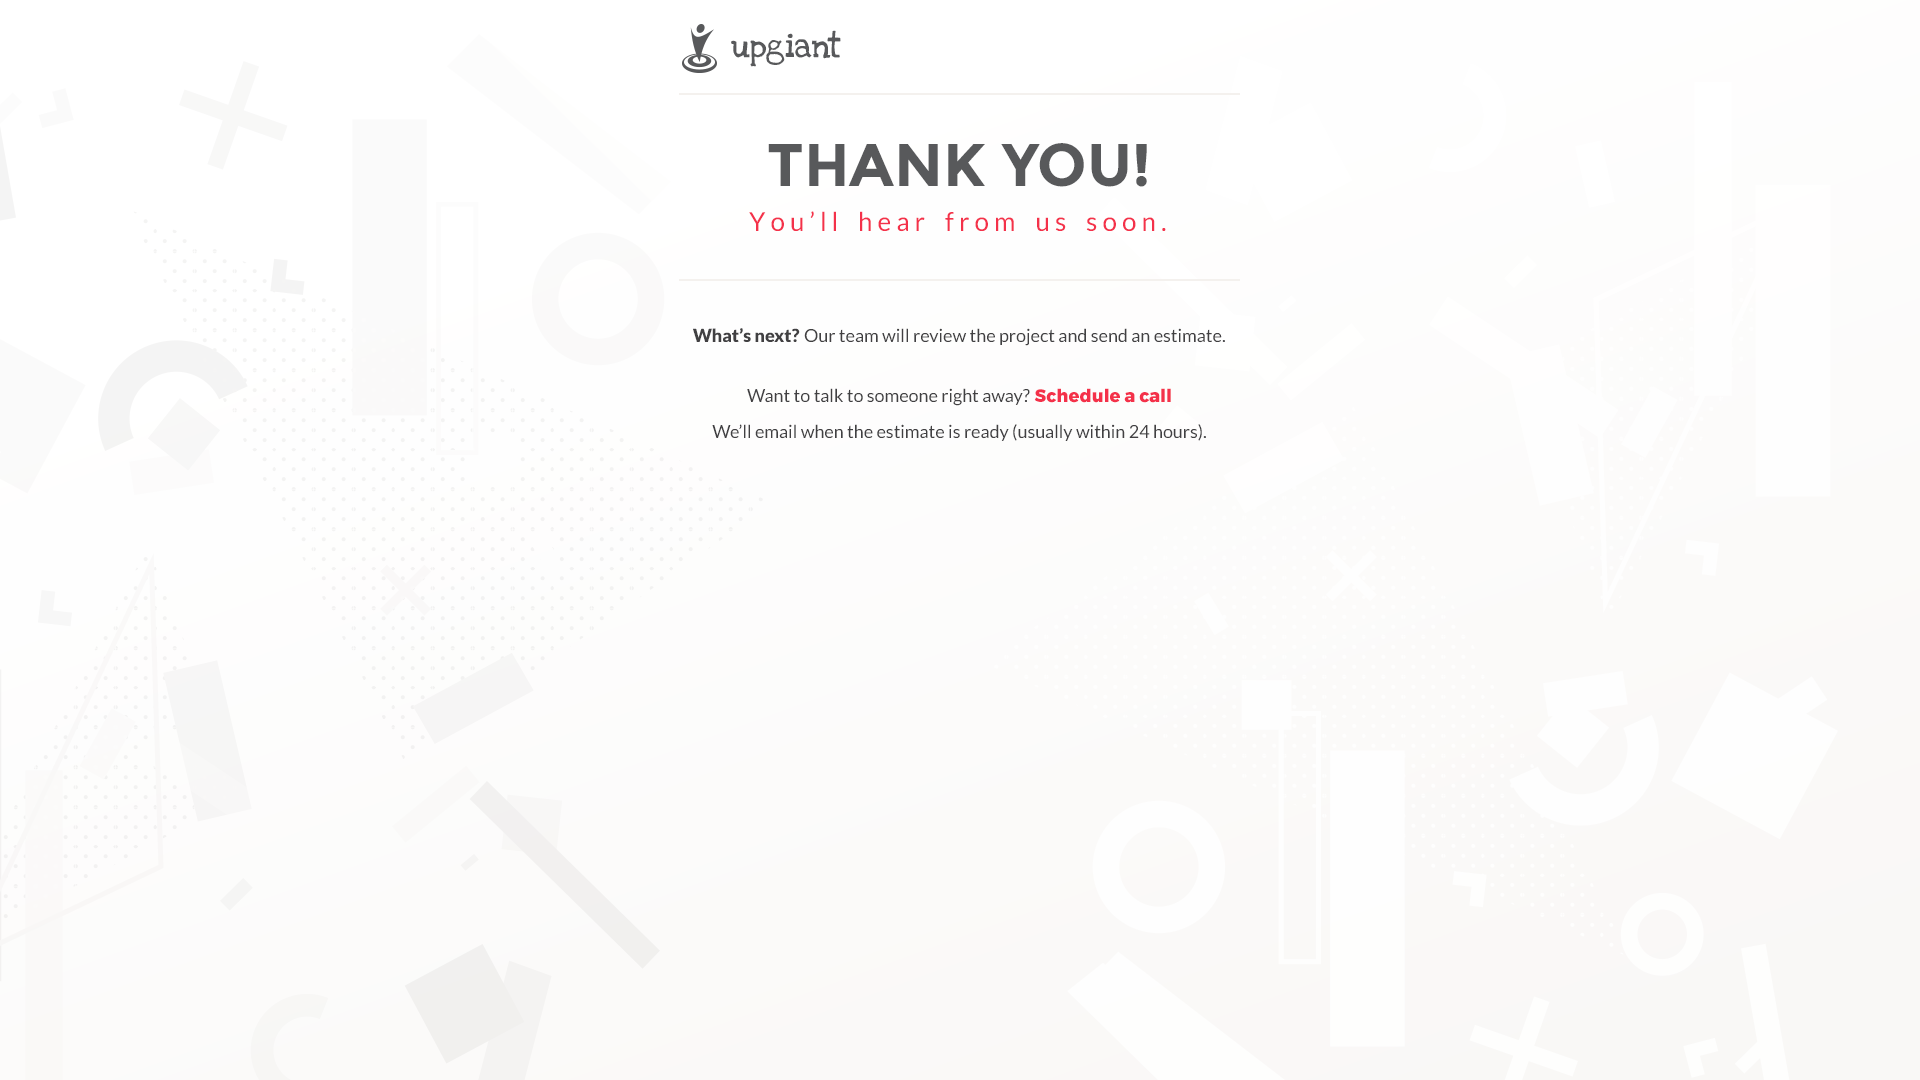 upgiant
THANK YOU!
You’ll hear from us soon.
What’s next? Our team will review the project and send an estimate.
Want to talk to someone right away? Schedule a call
We’ll email when the estimate is ready (usually within 24 hours).